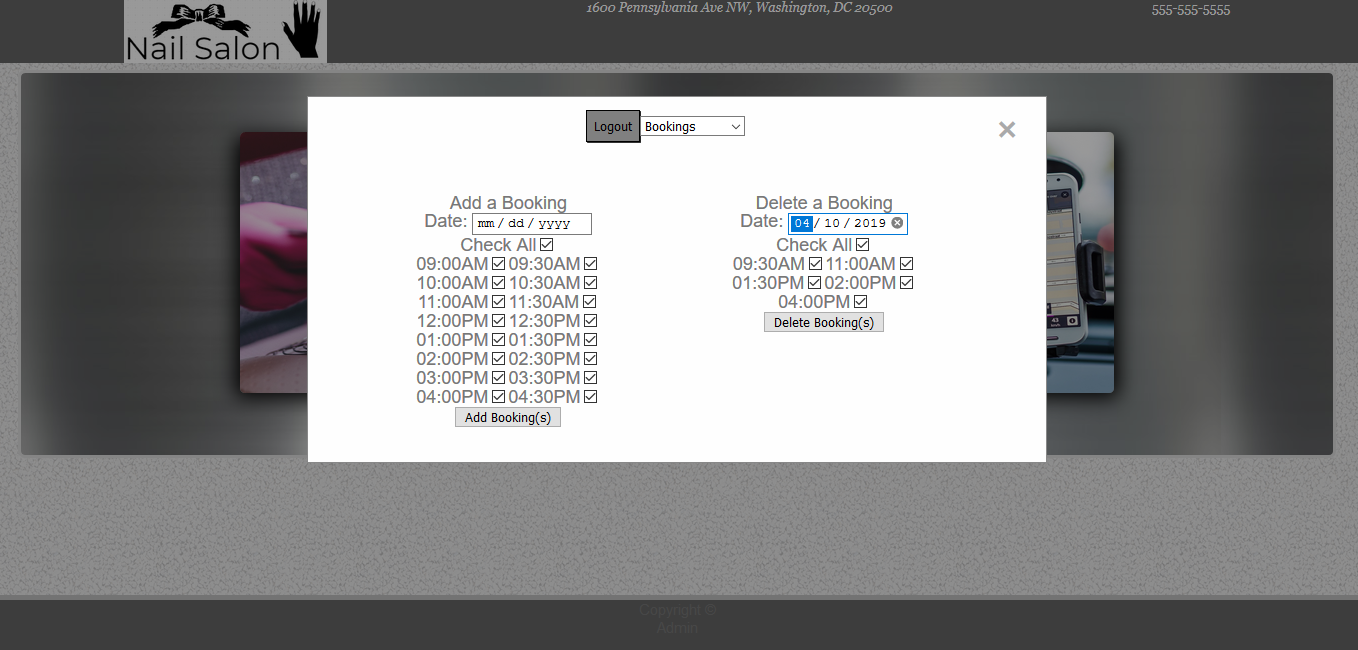 Nail Salon
1600 Pennsylvania Ave NW, Washington, DC 20500
555-555-5555
Logout Bookings
Add a Booking
Date: mm / dd / yyyy
Check All
09:00AM 09:30AM
10:00AM 10:30AM
11:00AM 11:30AM
12:00PM 12:30PM
01:00PM 01:30PM
02:00PM 02:30PM
03:00PM 03:30PM
04:00PM 04:30PM
Add Booking(s)
Delete a Booking
Date: 04 / 10 / 2019
Check All
09:30AM 11:00AM
01:30PM 02:00PM
04:00PM
Delete Booking(s)
Copyright ©
Admin